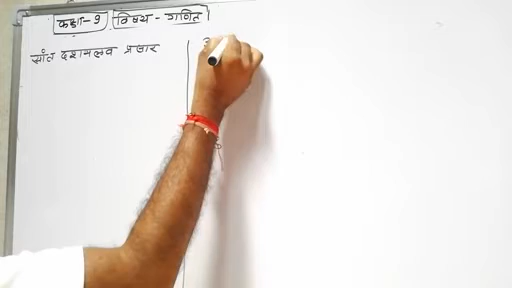 कक्षा-9 विषय - गणित
सांत दशमलव प्रसार